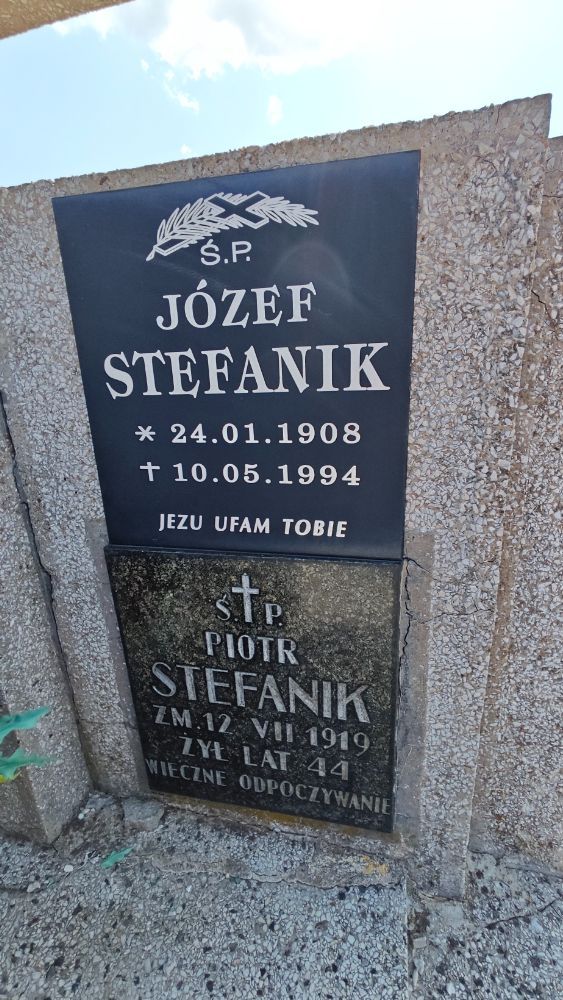 Ś.P.
JÓZEF
STEFANIK
* 24.01.1908
† 10.05.1994
JEZU UFAM TOBIE
Ś. P.
PIOTR
STEFANIK
ZM 12 VII 1919
ŻYŁ LAT 44
WIECZNE ODPOCZYWANIE